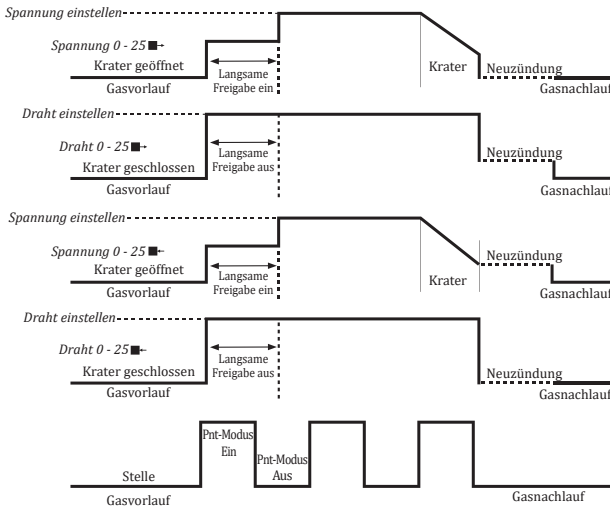 Spannung einstellen
Spannung 0 - 25
Krater geöffnet
Gasvorlauf
Langsame
Freigabe ein
Krater
Neuzündung
Gasnachlauf
Draht einstellen
Draht 0 - 25
Krater geschlossen
Gasvorlauf
Langsame
Freigabe aus
Neuzündung
Gasnachlauf
Spannung einstellen
Spannung 0 - 25
Krater geöffnet
Gasvorlauf
Langsame
Freigabe ein
Krater
Neuzündung
Gasnachlauf
Draht einstellen
Draht 0 - 25
Krater geschlossen
Gasvorlauf
Langsame
Freigabe aus
Neuzündung
Gasnachlauf
Stelle
Gasvorlauf
Pnt-Modus
Ein
Pnt-Modus
Aus
Gasnachlauf